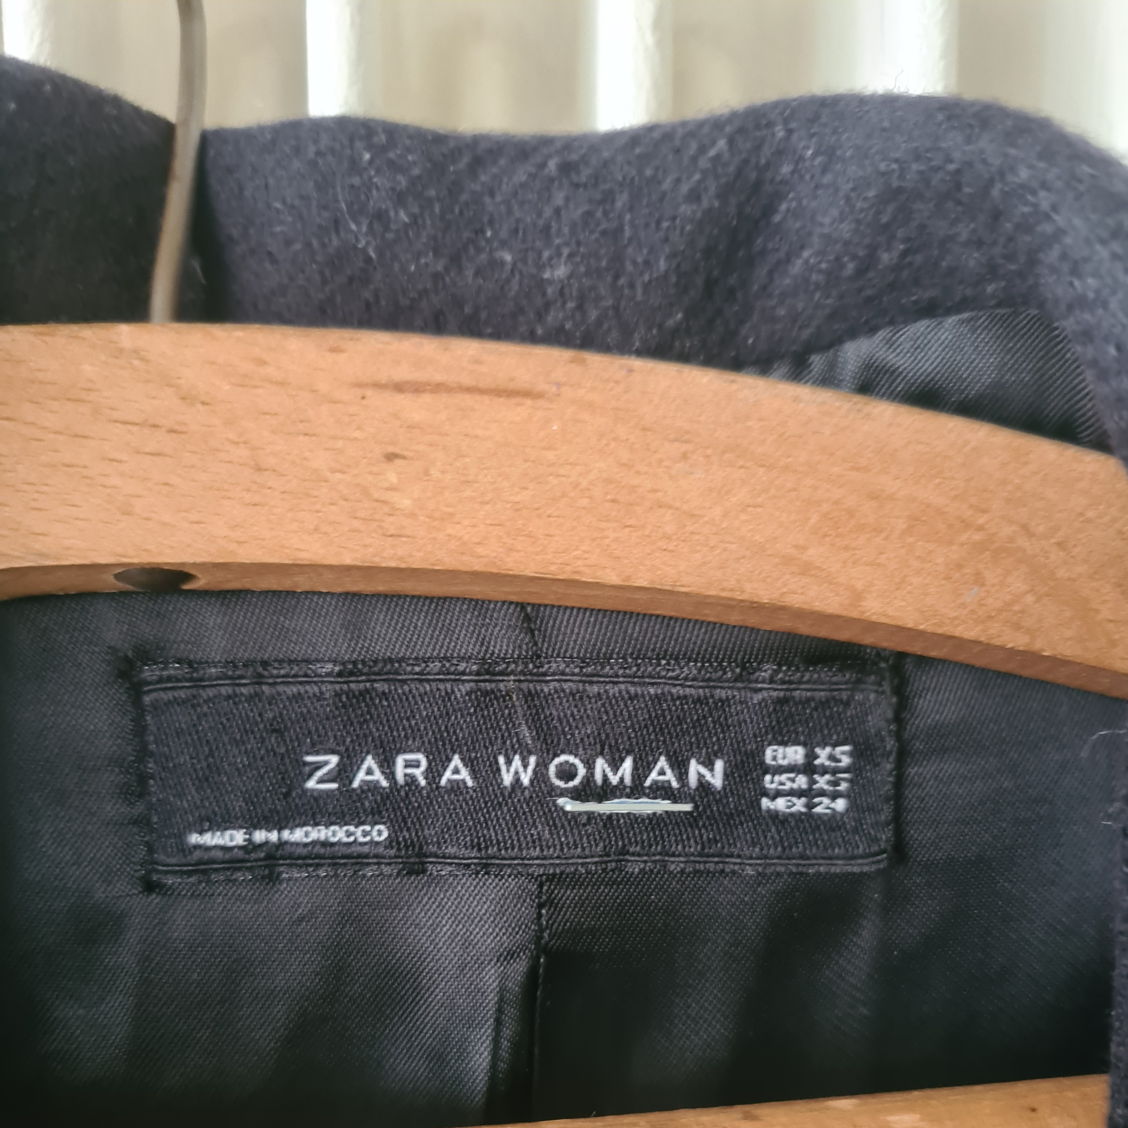 ZARA WOMAN
EUR XS
USA XS
MEX 24
MADE IN MOROCCO